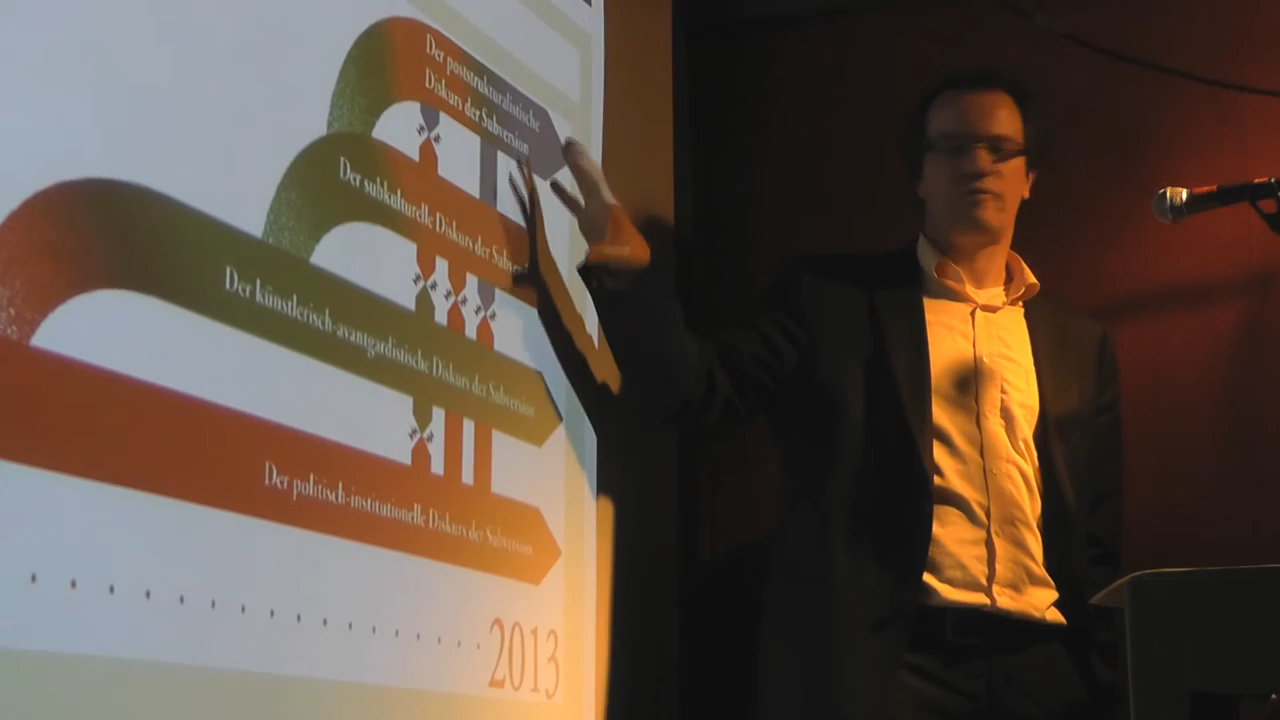 Der poststrukturalistische
Diskurs der Subversion
Der subkulturelle Diskurs der Subversion
Der künstlerisch-avantgardistische Diskurs der Subversion
Der politisch-institutionelle Diskurs der Subversion
2013